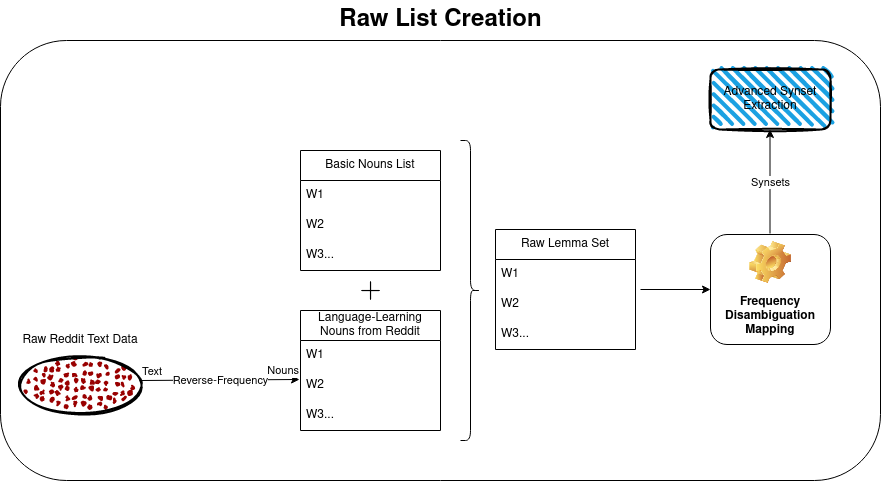 Raw List Creation
Advanced Synset
Extraction
Synsets
Basic Nouns List
W1
W2
W3...
Raw Lemma Set
W1
W2
W3...
Frequency
Disambiguation
Mapping
Language-Learning
Nouns from Reddit
W1
W2
W3...
Raw Reddit Text Data
Text
Reverse-Frequency
Nouns